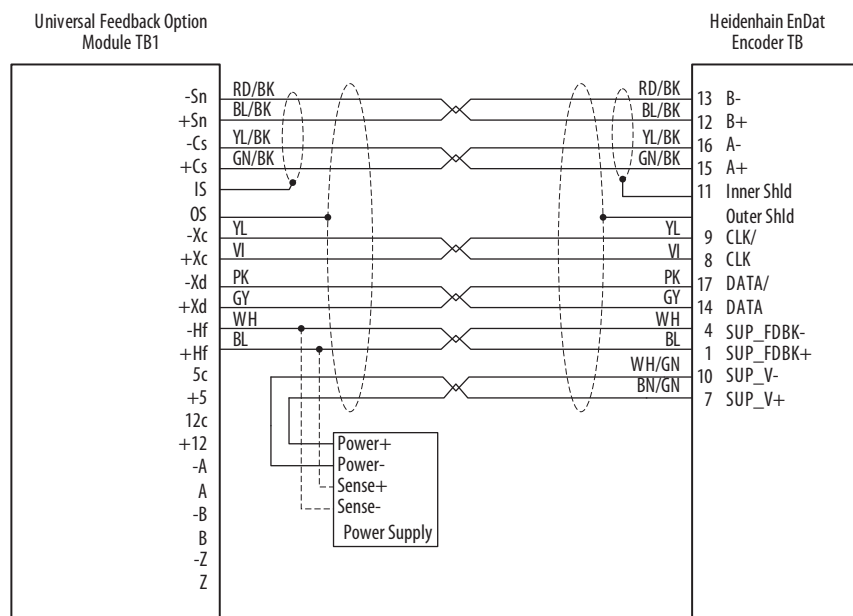 Universal Feedback Option
Module TB1
Heidenhain EnDat
Encoder TB
-Sn RD/BK RD/BK 13 B-
+Sn BL/BK BL/BK 12 B+
-Cs YL/BK YL/BK 16 A-
+Cs GN/BK GN/BK 15 A+
IS 11 Inner Shld
OS Outer Shld
-Xc YL YL 9 CLK/
+Xc VI VI 8 CLK
-Xd PK PK 17 DATA/
+Xd GY GY 14 DATA
-Hf WH WH 4 SUP_FDBK-
+Hf BL BL 1 SUP_FDBK+
5c WH/GN 10 SUP_V-
+5 BN/GN 7 SUP_V+
12c
+12 Power+
-A Power-
A Sense+
-B Sense-
B Power Supply
-Z
Z